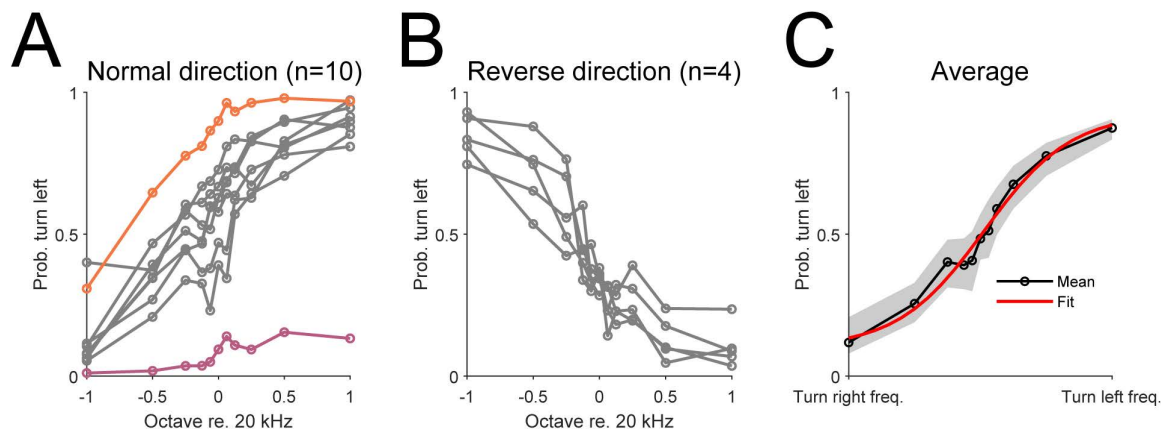 A
Normal direction (n=10)
1
0.5
0
Prob. turn left
-1 -0.5 0 0.5 1
Octave re. 20 kHz
B
Reverse direction (n=4)
1
0.5
0
Prob. turn left
-1 -0.5 0 0.5 1
Octave re. 20 kHz
C
Average
1
0.5
0
Prob. turn left
Mean
Fit
Turn right freq. Turn left freq.